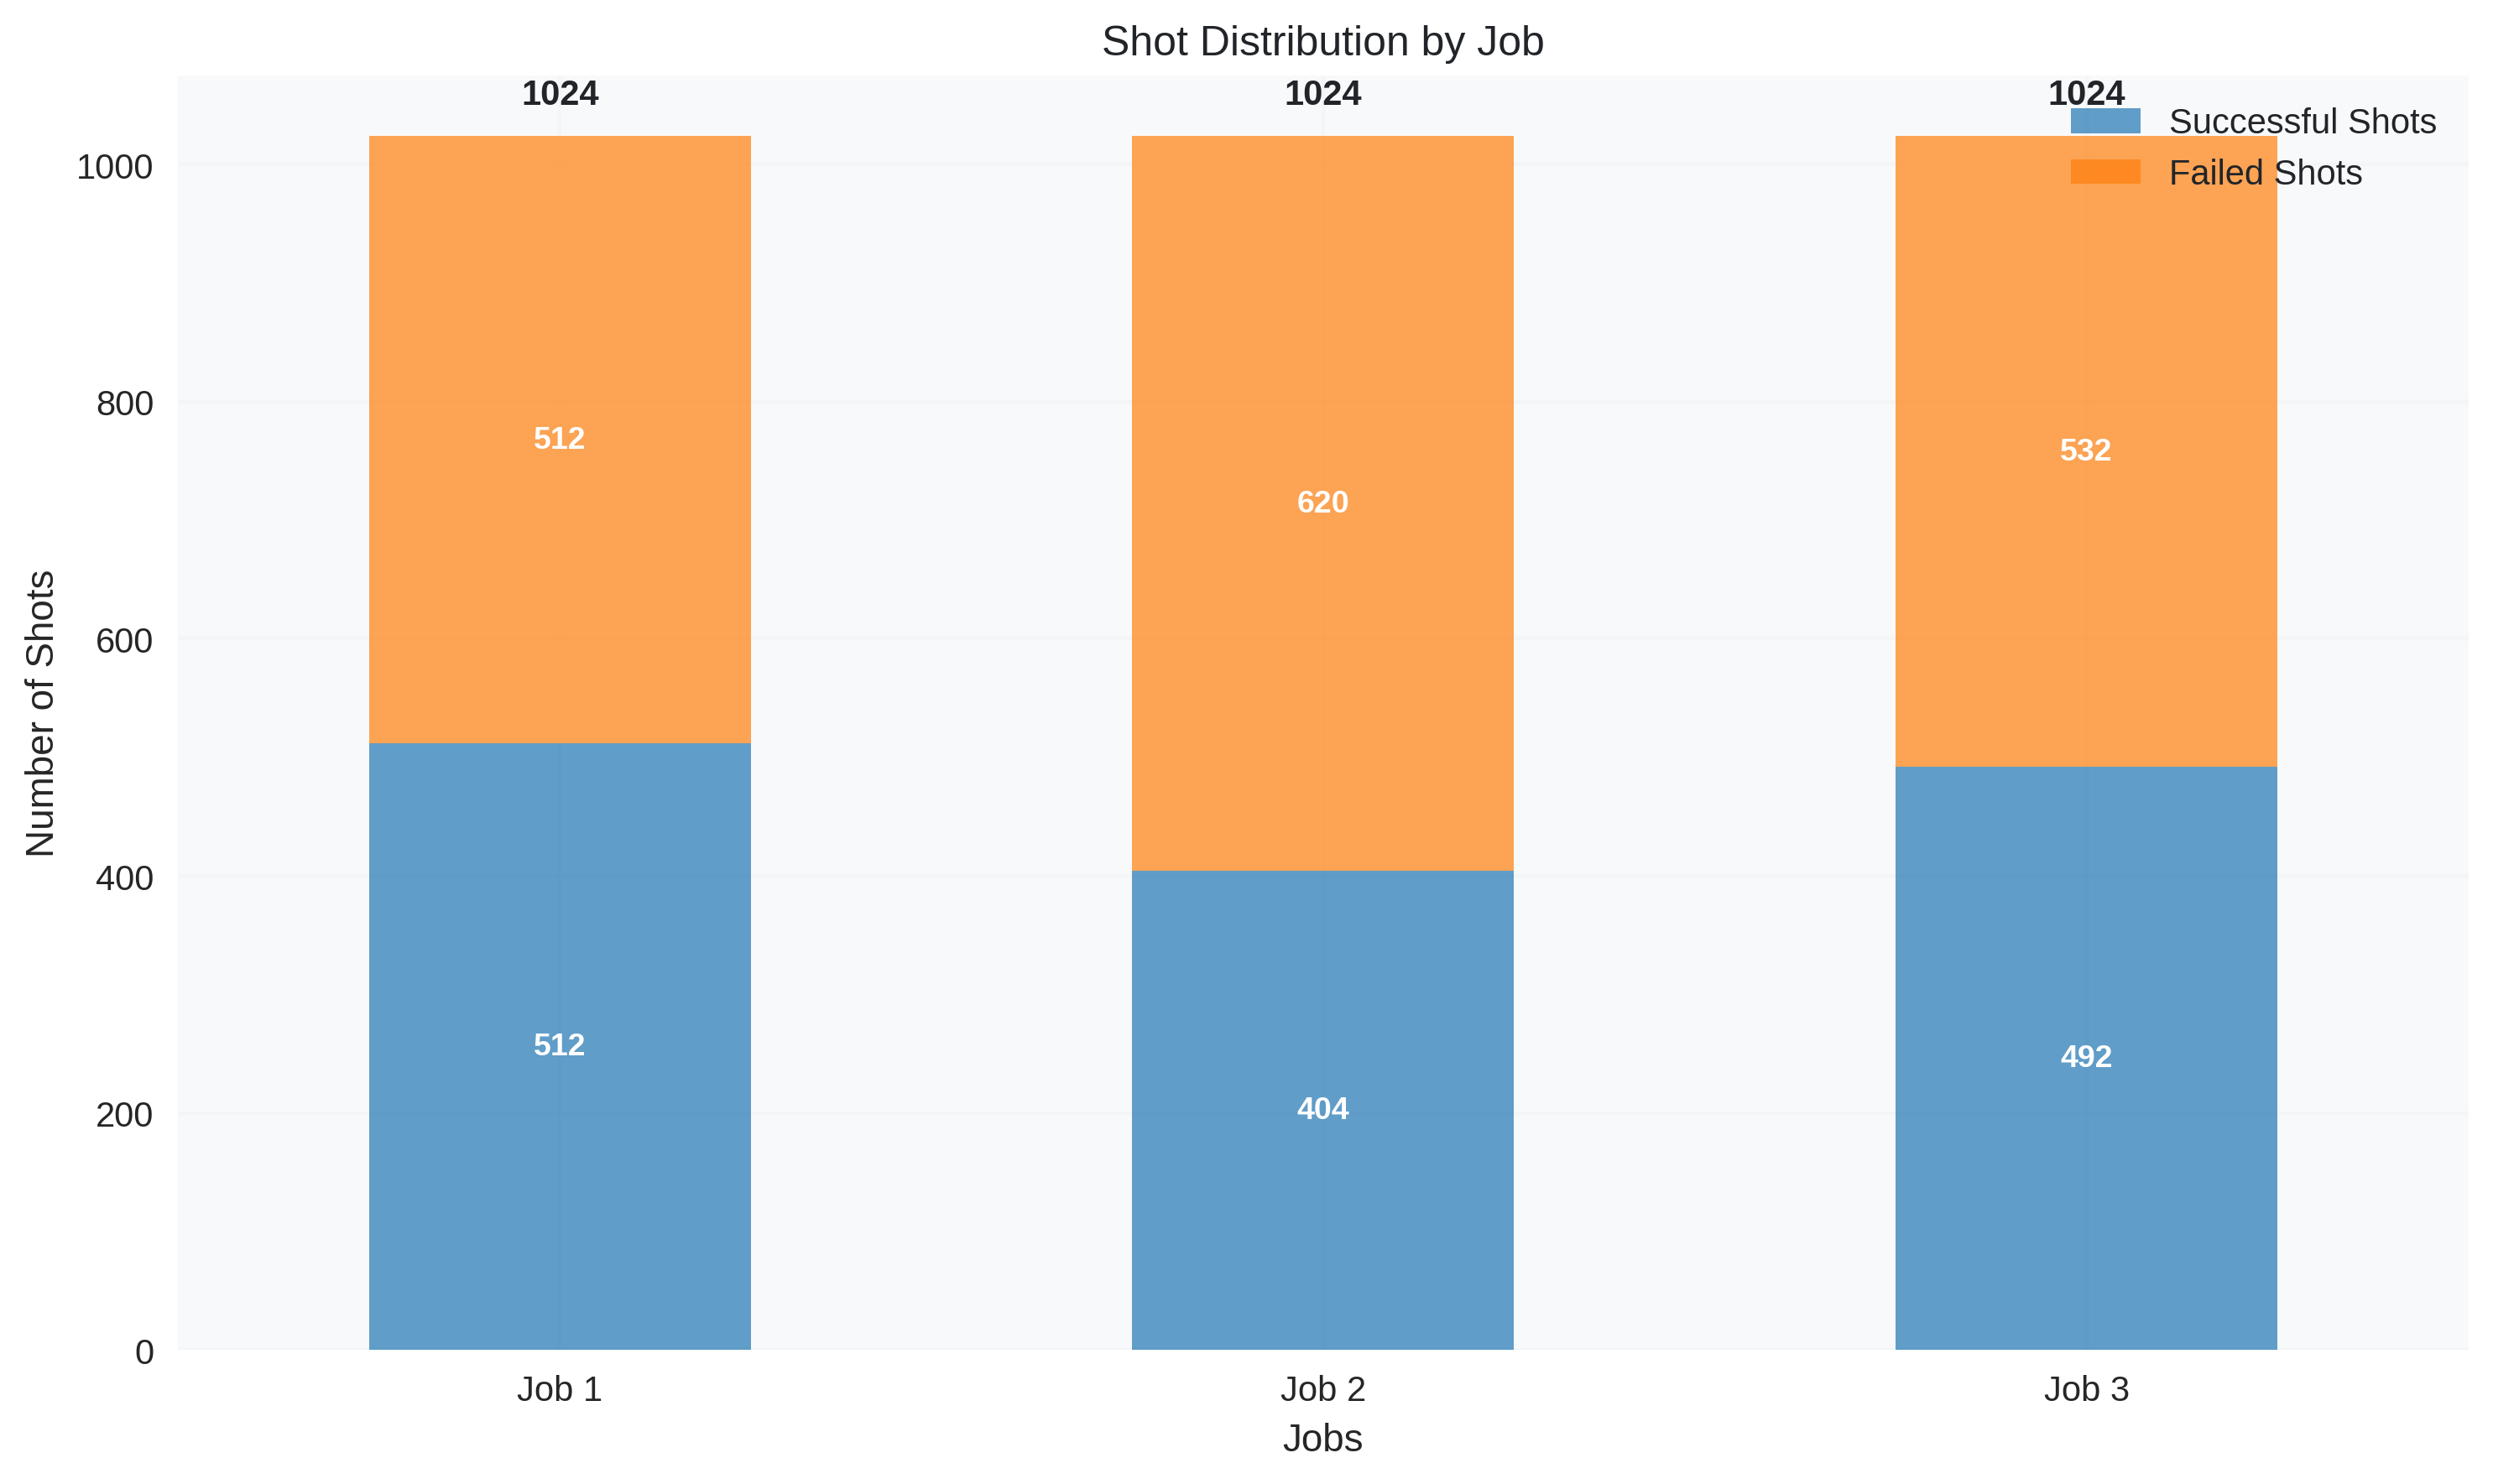 Shot Distribution by Job
1024
1024
1024
Successful Shots
Failed Shots
1000
800
600
400
200
0
Number of Shots
512
620
532
512
404
492
Job 1
Job 2
Job 3
Jobs